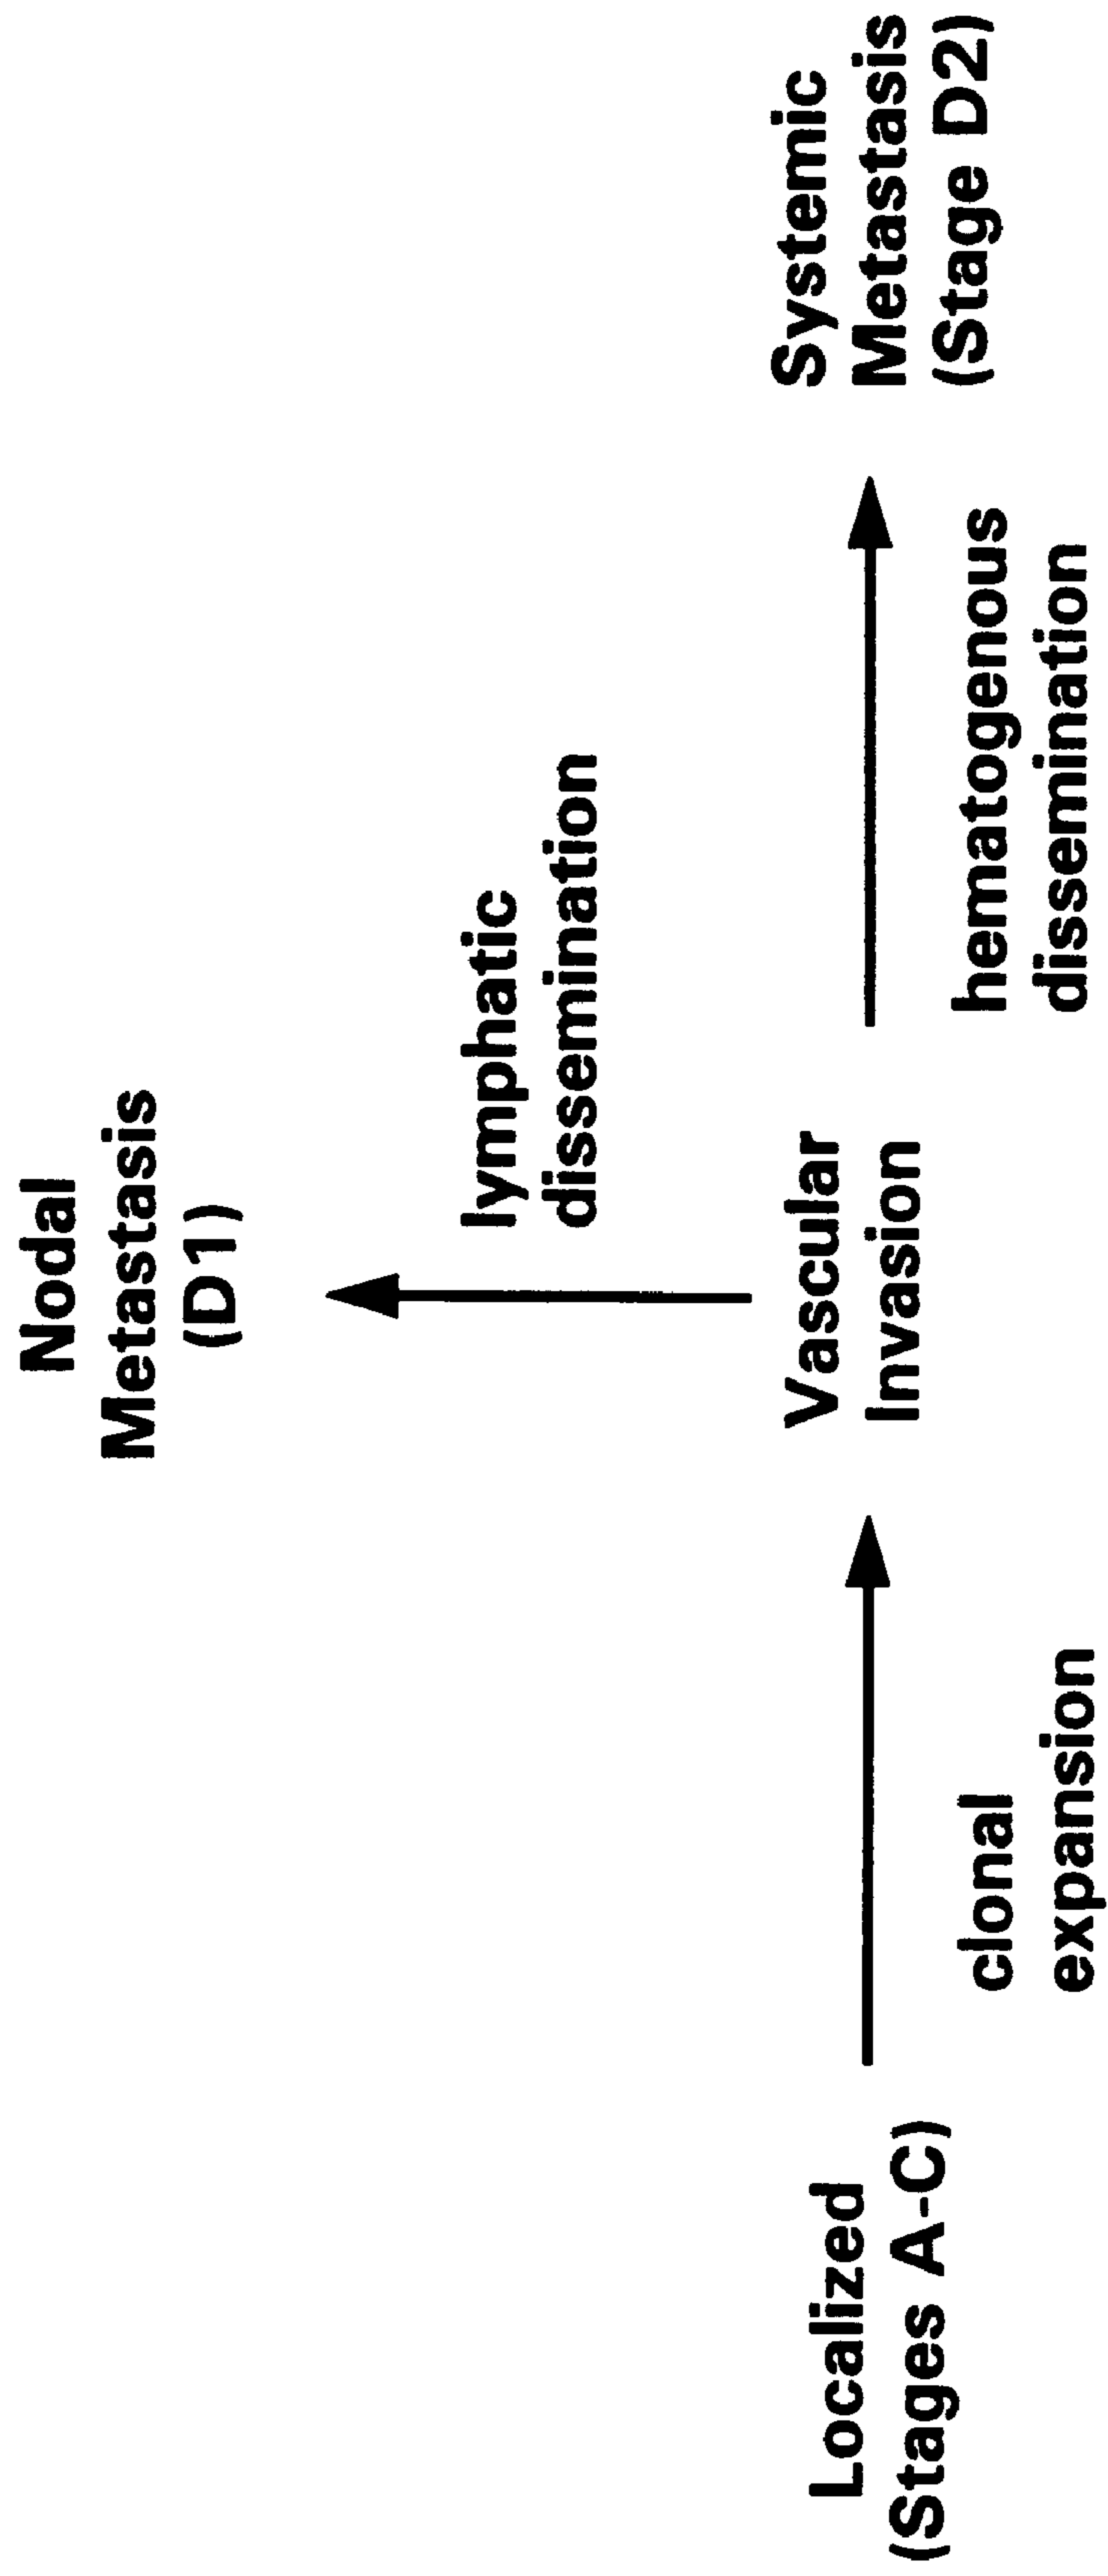 Nodal
Metastasis
(D1)
lymphatic
dissemination
Localized
(Stages A-C)
clonal
expansion
Vascular
Invasion
hematogenous
dissemination
Systemic
Metastasis
(Stage D2)